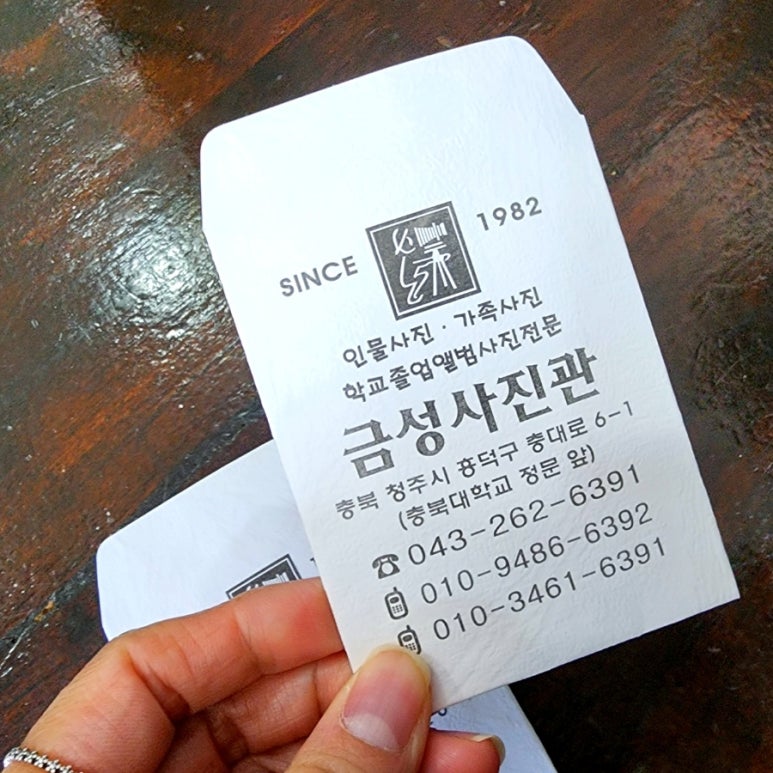 SINCE 1982
인물사진 · 가족사진
학교졸업앨범사진전문
금성사진관
충북 청주시 흥덕구 충대로 6-1
(충북대학교 정문 앞)
043-262-6391
010-9486-6392
010-3461-6391